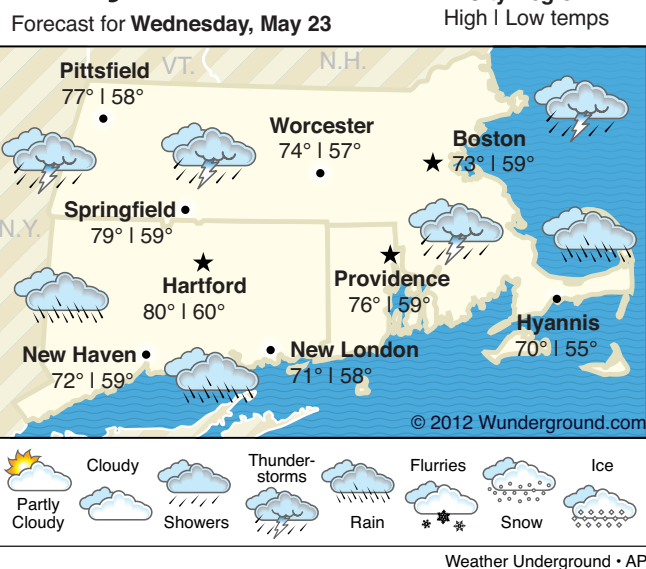 Forecast for Wednesday, May 23
High | Low temps
VT.
N.H.
Pittsfield
77° | 58°
Worcester
74° | 57°
Boston
73° | 59°
Springfield
79° | 59°
N.Y.
Hartford
80° | 60°
Providence
76° | 59°
Hyannis
70° | 55°
New Haven
72° | 59°
New London
71° | 58°
© 2012 Wunderground.com
Partly
Cloudy
Cloudy
Showers
Thunder-
storms
Rain
Flurries
Snow
Ice
Weather Underground • AP